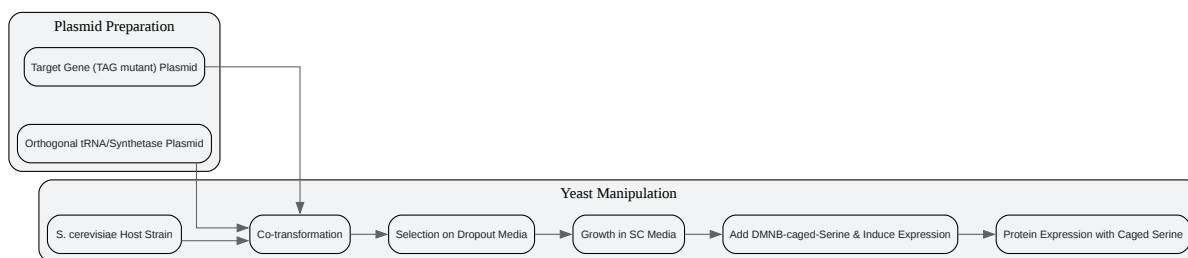 Plasmid Preparation
Target Gene (TAG mutant) Plasmid
Orthogonal tRNA/Synthetase Plasmid
Yeast Manipulation
S. cerevisiae Host Strain
Co-transformation
Selection on Dropout Media
Growth in SC Media
Add DMNB-caged-Serine & Induce Expression
Protein Expression with Caged Serine